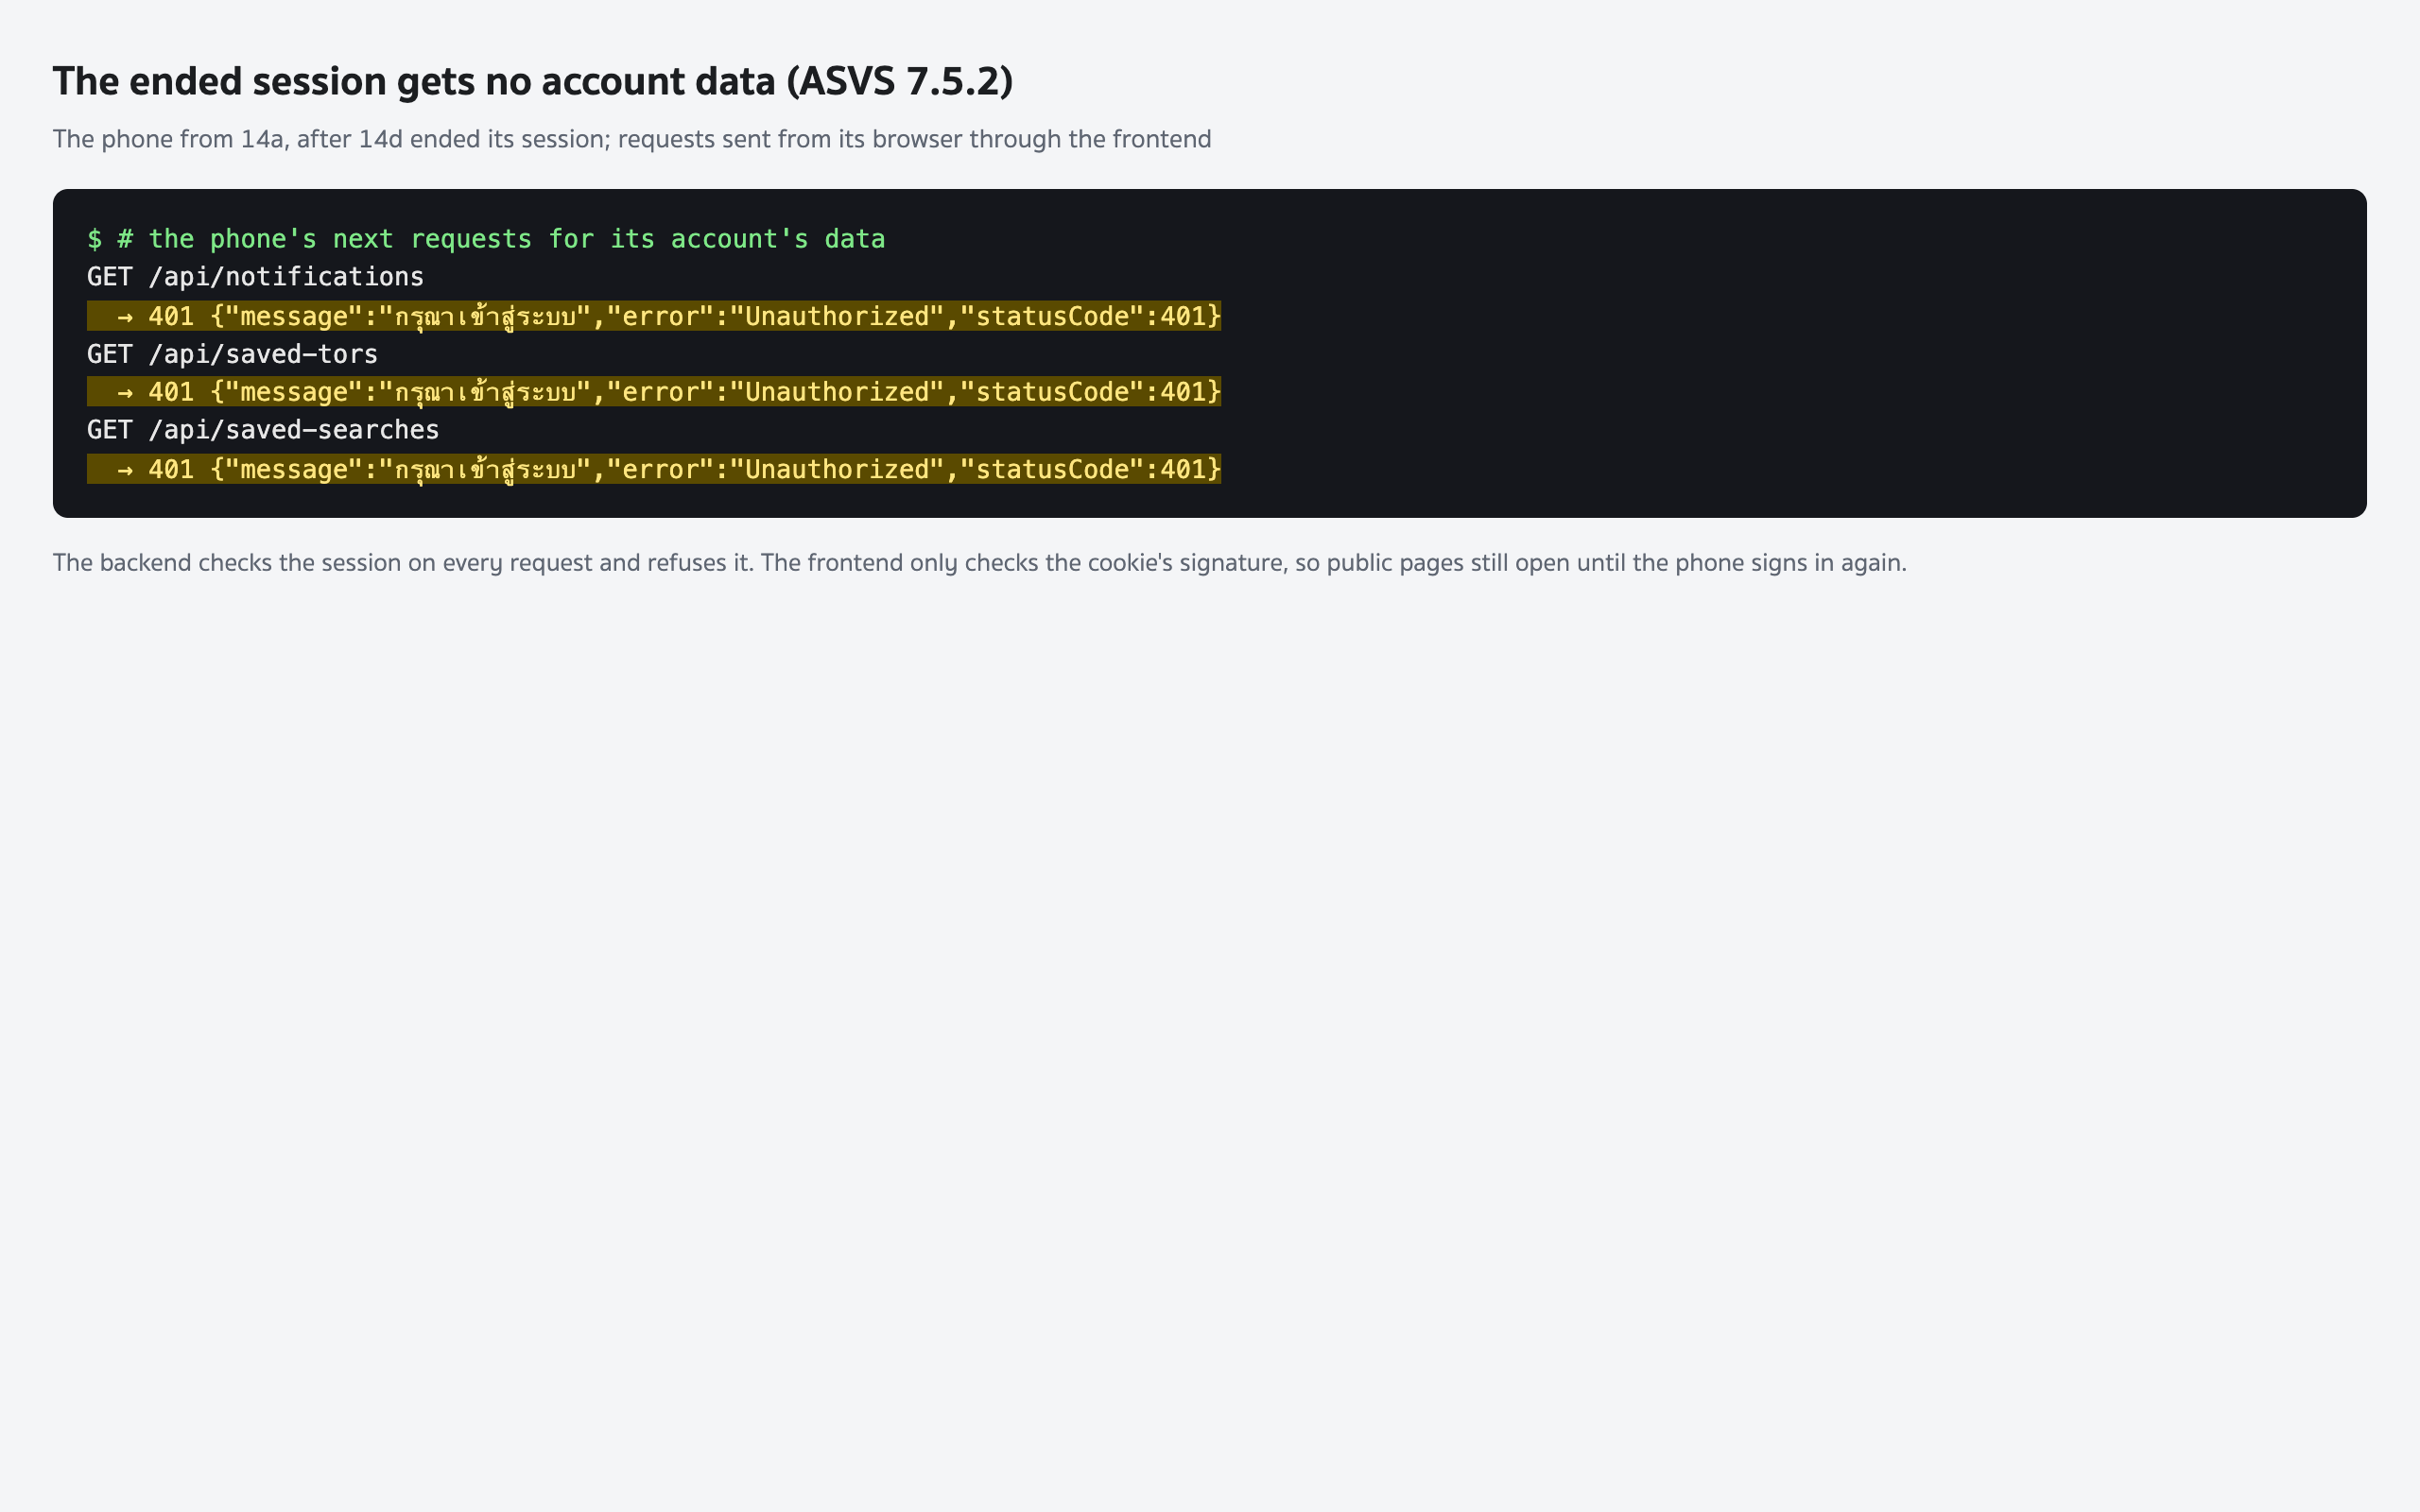 The ended session gets no account data (ASVS 7.5.2)
The phone from 14a, after 14d ended its session; requests sent from its browser through the frontend
$ # the phone's next requests for its account's data
GET /api/notifications
→ 401 {"message":"กรุณาเข้าสู่ระบบ","error":"Unauthorized","statusCode":401}
GET /api/saved-tors
→ 401 {"message":"กรุณาเข้าสู่ระบบ","error":"Unauthorized","statusCode":401}
GET /api/saved-searches
→ 401 {"message":"กรุณาเข้าสู่ระบบ","error":"Unauthorized","statusCode":401}
The backend checks the session on every request and refuses it. The frontend only checks the cookie's signature, so public pages still open until the phone signs in again.